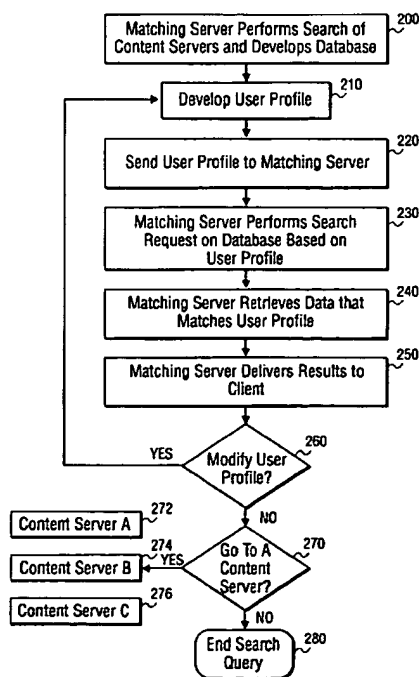 200
Matching Server Performs Search of
Content Servers and Develops Database
210
Develop User Profile
220
Send User Profile to Matching Server
230
Matching Server Performs Search
Request on Database Based on
User Profile
240
Matching Server Retrieves Data that
Matches User Profile
250
Matching Server Delivers Results to
Client
260
YES
Modify User
Profile?
NO
272
Content Server A
274
Content Server B
YES
276
Content Server C
270
Go To A
Content
Server?
NO
280
End Search
Query